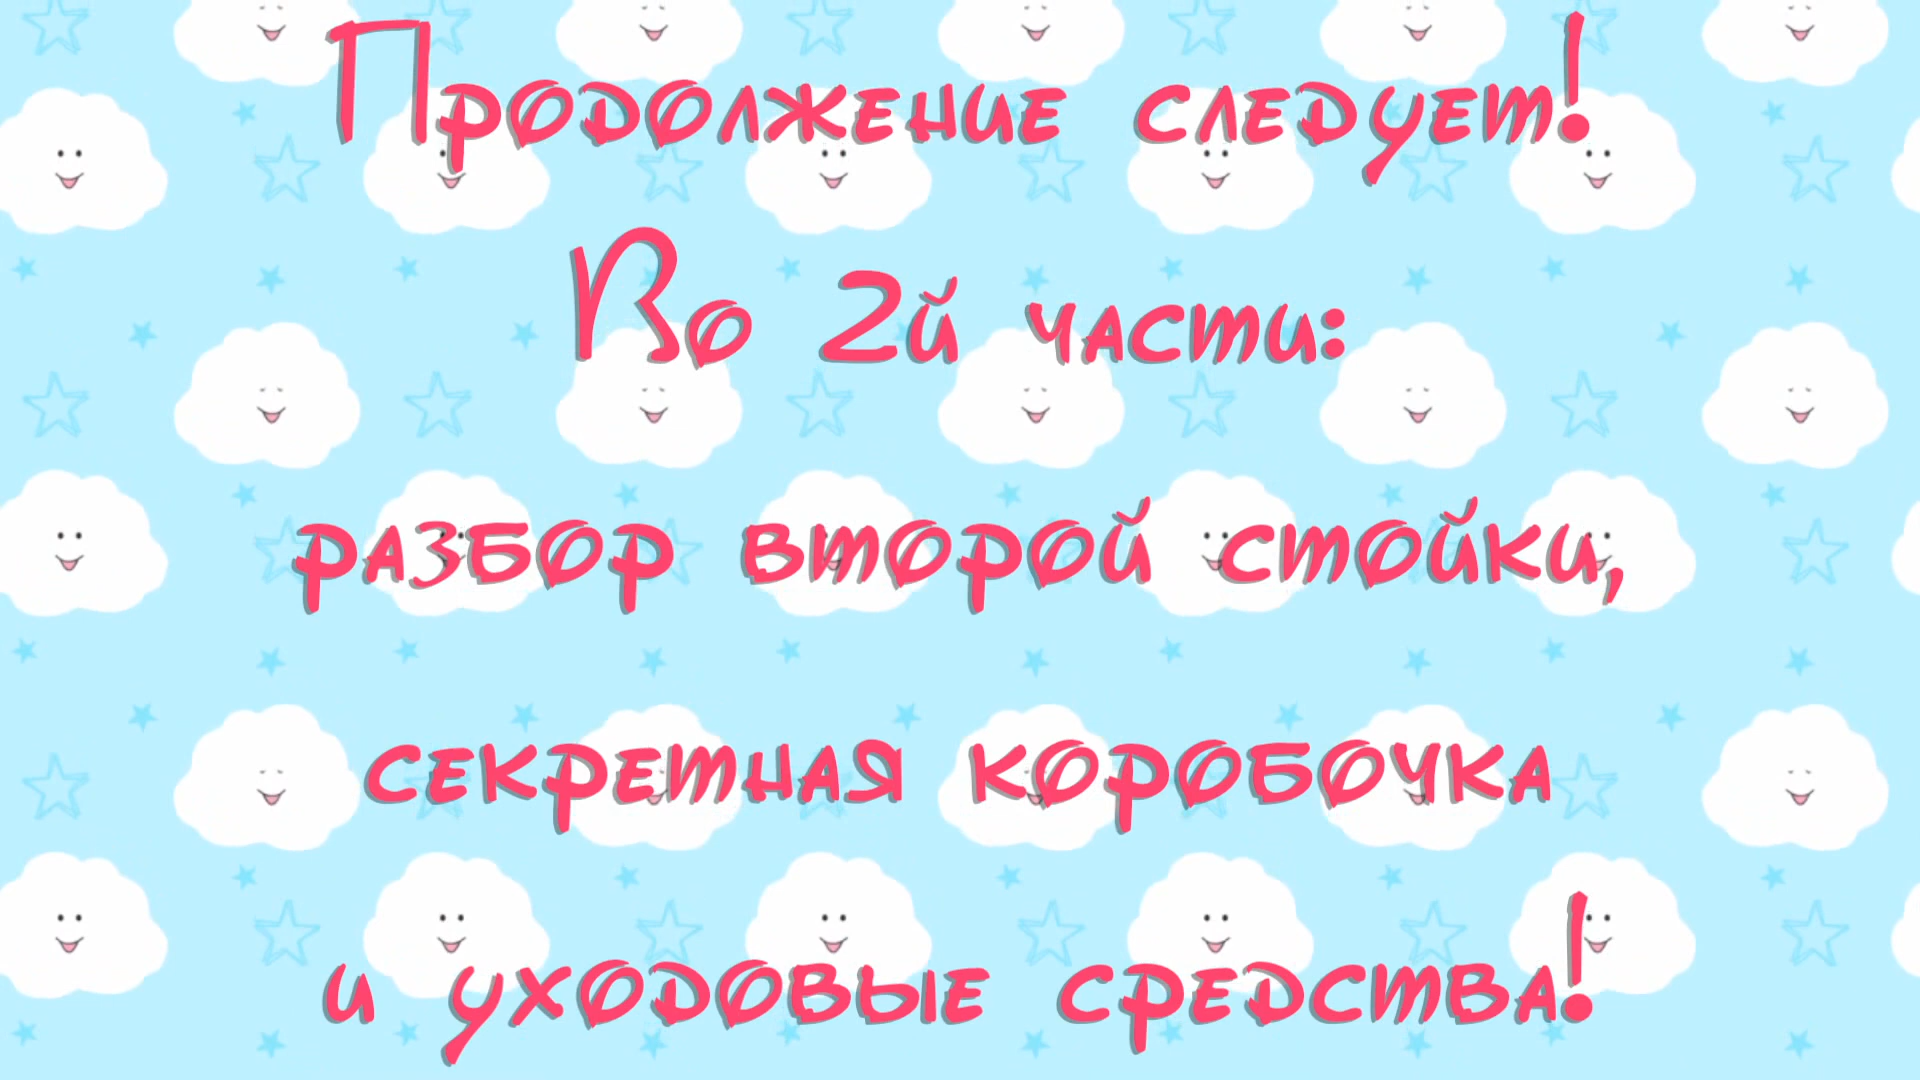 Продолжение следует!
Во 2й части:
разбор второй стойки,
секретная коробочка
и уходовые средства!